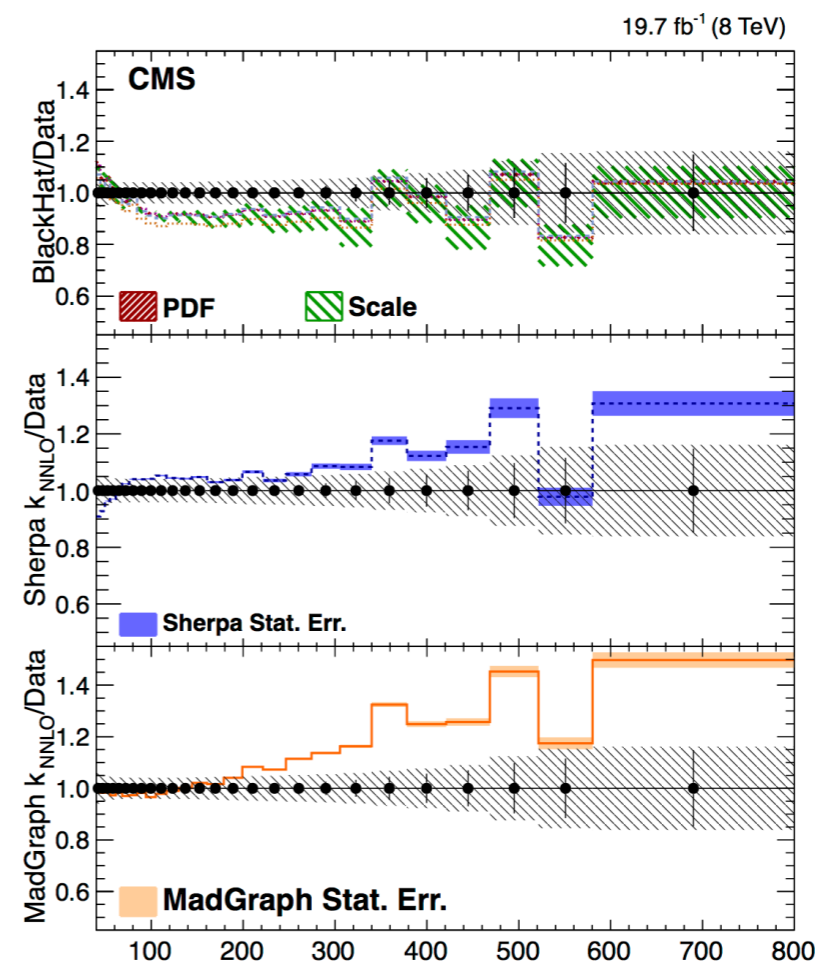 19.7 fb⁻¹ (8 TeV)
CMS
BlackHat/Data
1.4
1.2
1.0
0.8
0.6
PDF
Scale
Sherpa k_NNLO/Data
1.4
1.2
1.0
0.8
0.6
Sherpa Stat. Err.
MadGraph k_NNLO/Data
1.4
1.2
1.0
0.8
0.6
MadGraph Stat. Err.
100 200 300 400 500 600 700 800